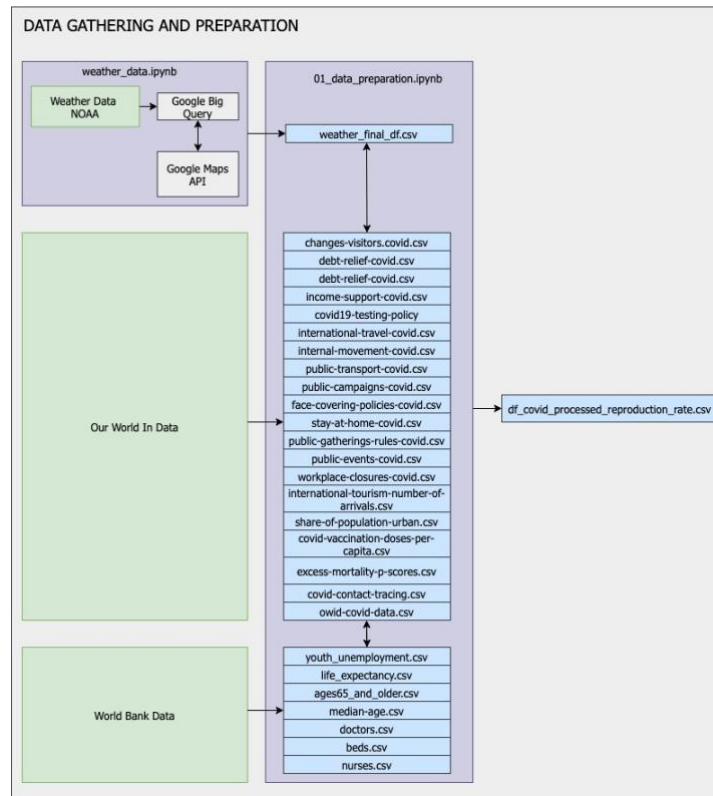 DATA GATHERING AND PREPARATION
weather_data.ipynb
Weather Data
NOAA
Google Big
Query
Google Maps
API
01_data_preparation.ipynb
weather_final_df.csv
Our World In Data
changes-visitors.covid.csv
debt-relief-covid.csv
debt-relief-covid.csv
income-support-covid.csv
covid19-testing-policy
international-travel-covid.csv
internal-movement-covid.csv
public-transport-covid.csv
public-campaigns-covid.csv
face-covering-policies-covid.csv
stay-at-home-covid.csv
public-gatherings-rules-covid.csv
public-events-covid.csv
workplace-closures-covid.csv
international-tourism-number-of-
arrivals.csv
share-of-population-urban.csv
covid-vaccination-doses-per-
capita.csv
excess-mortality-p-scores.csv
covid-contact-tracing.csv
owid-covid-data.csv
World Bank Data
youth_unemployment.csv
life_expectancy.csv
ages65_and_older.csv
median-age.csv
doctors.csv
beds.csv
nurses.csv
df_covid_processed_reproduction_rate.csv